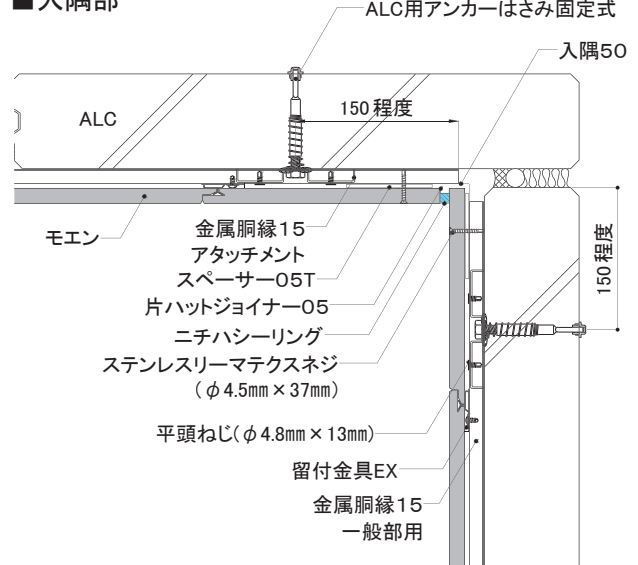 ■入隅部
ALC用アンカーはさみ固定式
入隅50
150程度
ALC
モエン
金属胴縁15
アタッチメント
スペーサー05T
片ハットジョイナー05
ニチハシーリング
ステンレスリーマテクスネジ
(φ4.5mm×37mm)
150程度
平頭ねじ(φ4.8mm×13mm)
留付金具EX
金属胴縁15
一般部用